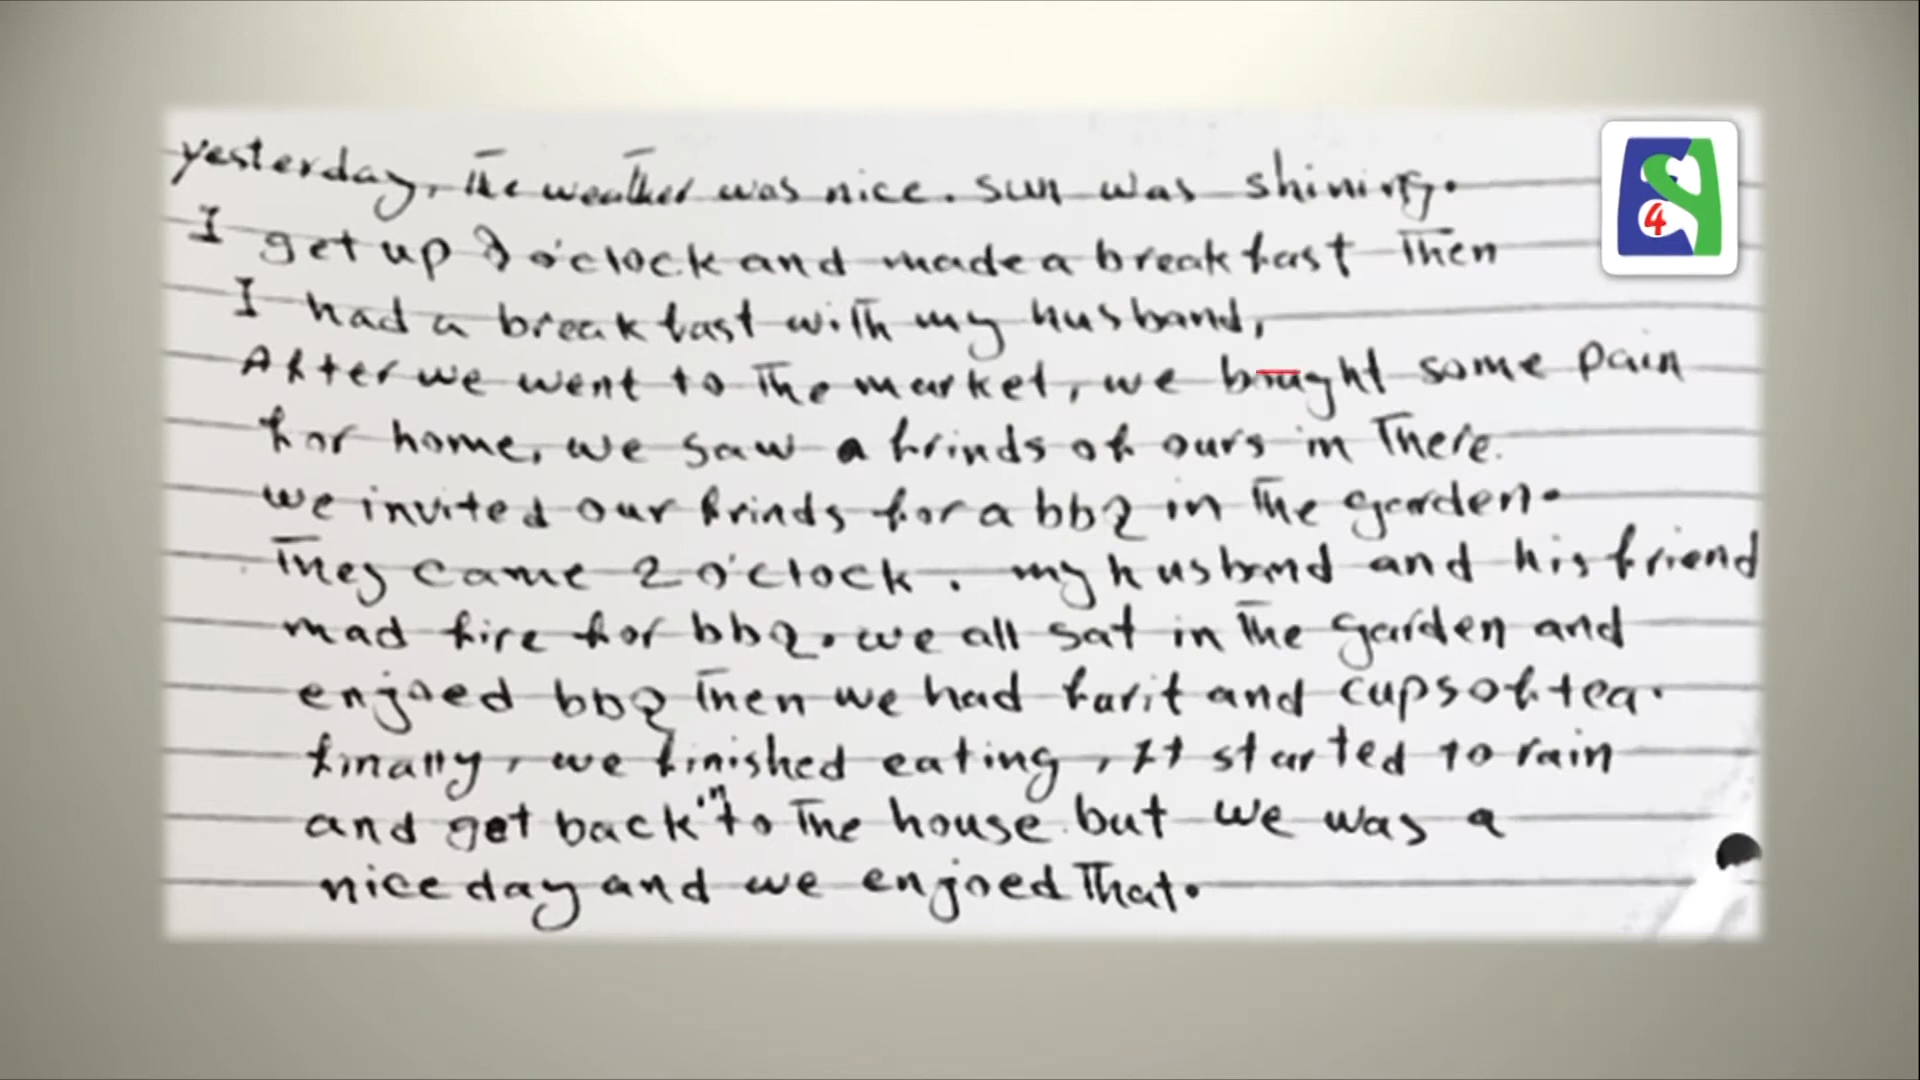 yesterday, the weather was nice. sun was shining.
I get up 8 o'clock and made a breakfast Then
I had a breakfast with my husband,
After we went to The market, we bought some pain
for home, we saw a frinds of ours in There.
we invited our frinds for a bbq in The garden.
They came 2 o'clock. my husband and his friend
mad fire for bbq. we all sat in The garden and
enjoed bbq Then we had farit and cups of tea.
finally, we finished eating, It started to rain
and get back in to The house but we was a
nice day and we enjoed That.
4